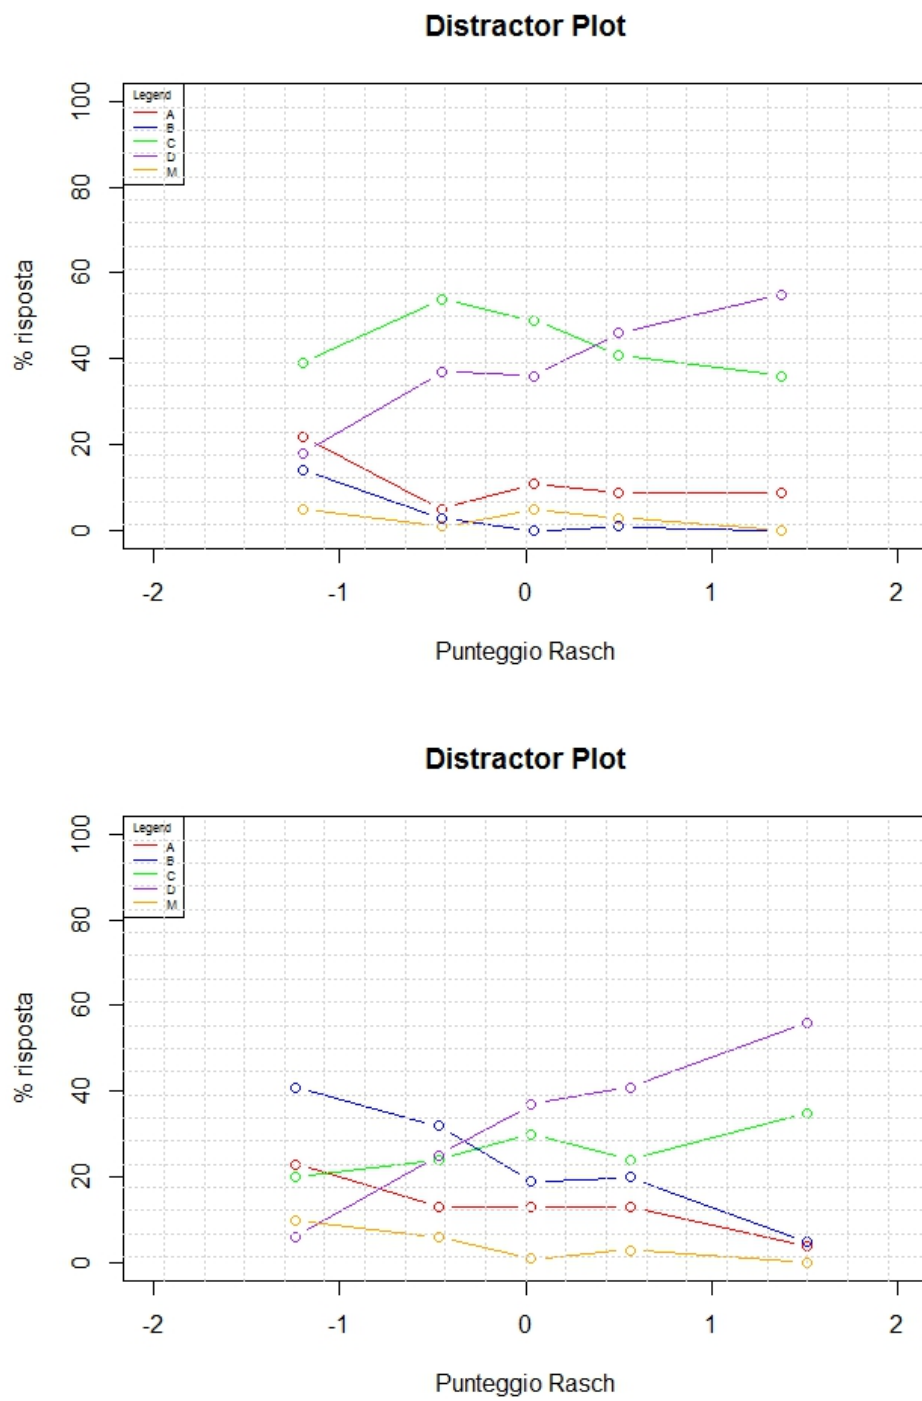 Distractor Plot
Legend
A
B
C
D
M
100
80
60
40
20
0
% risposta
-2 -1 0 1 2
Punteggio Rasch
Distractor Plot
Legend
A
B
C
D
M
100
80
60
40
20
0
% risposta
-2 -1 0 1 2
Punteggio Rasch